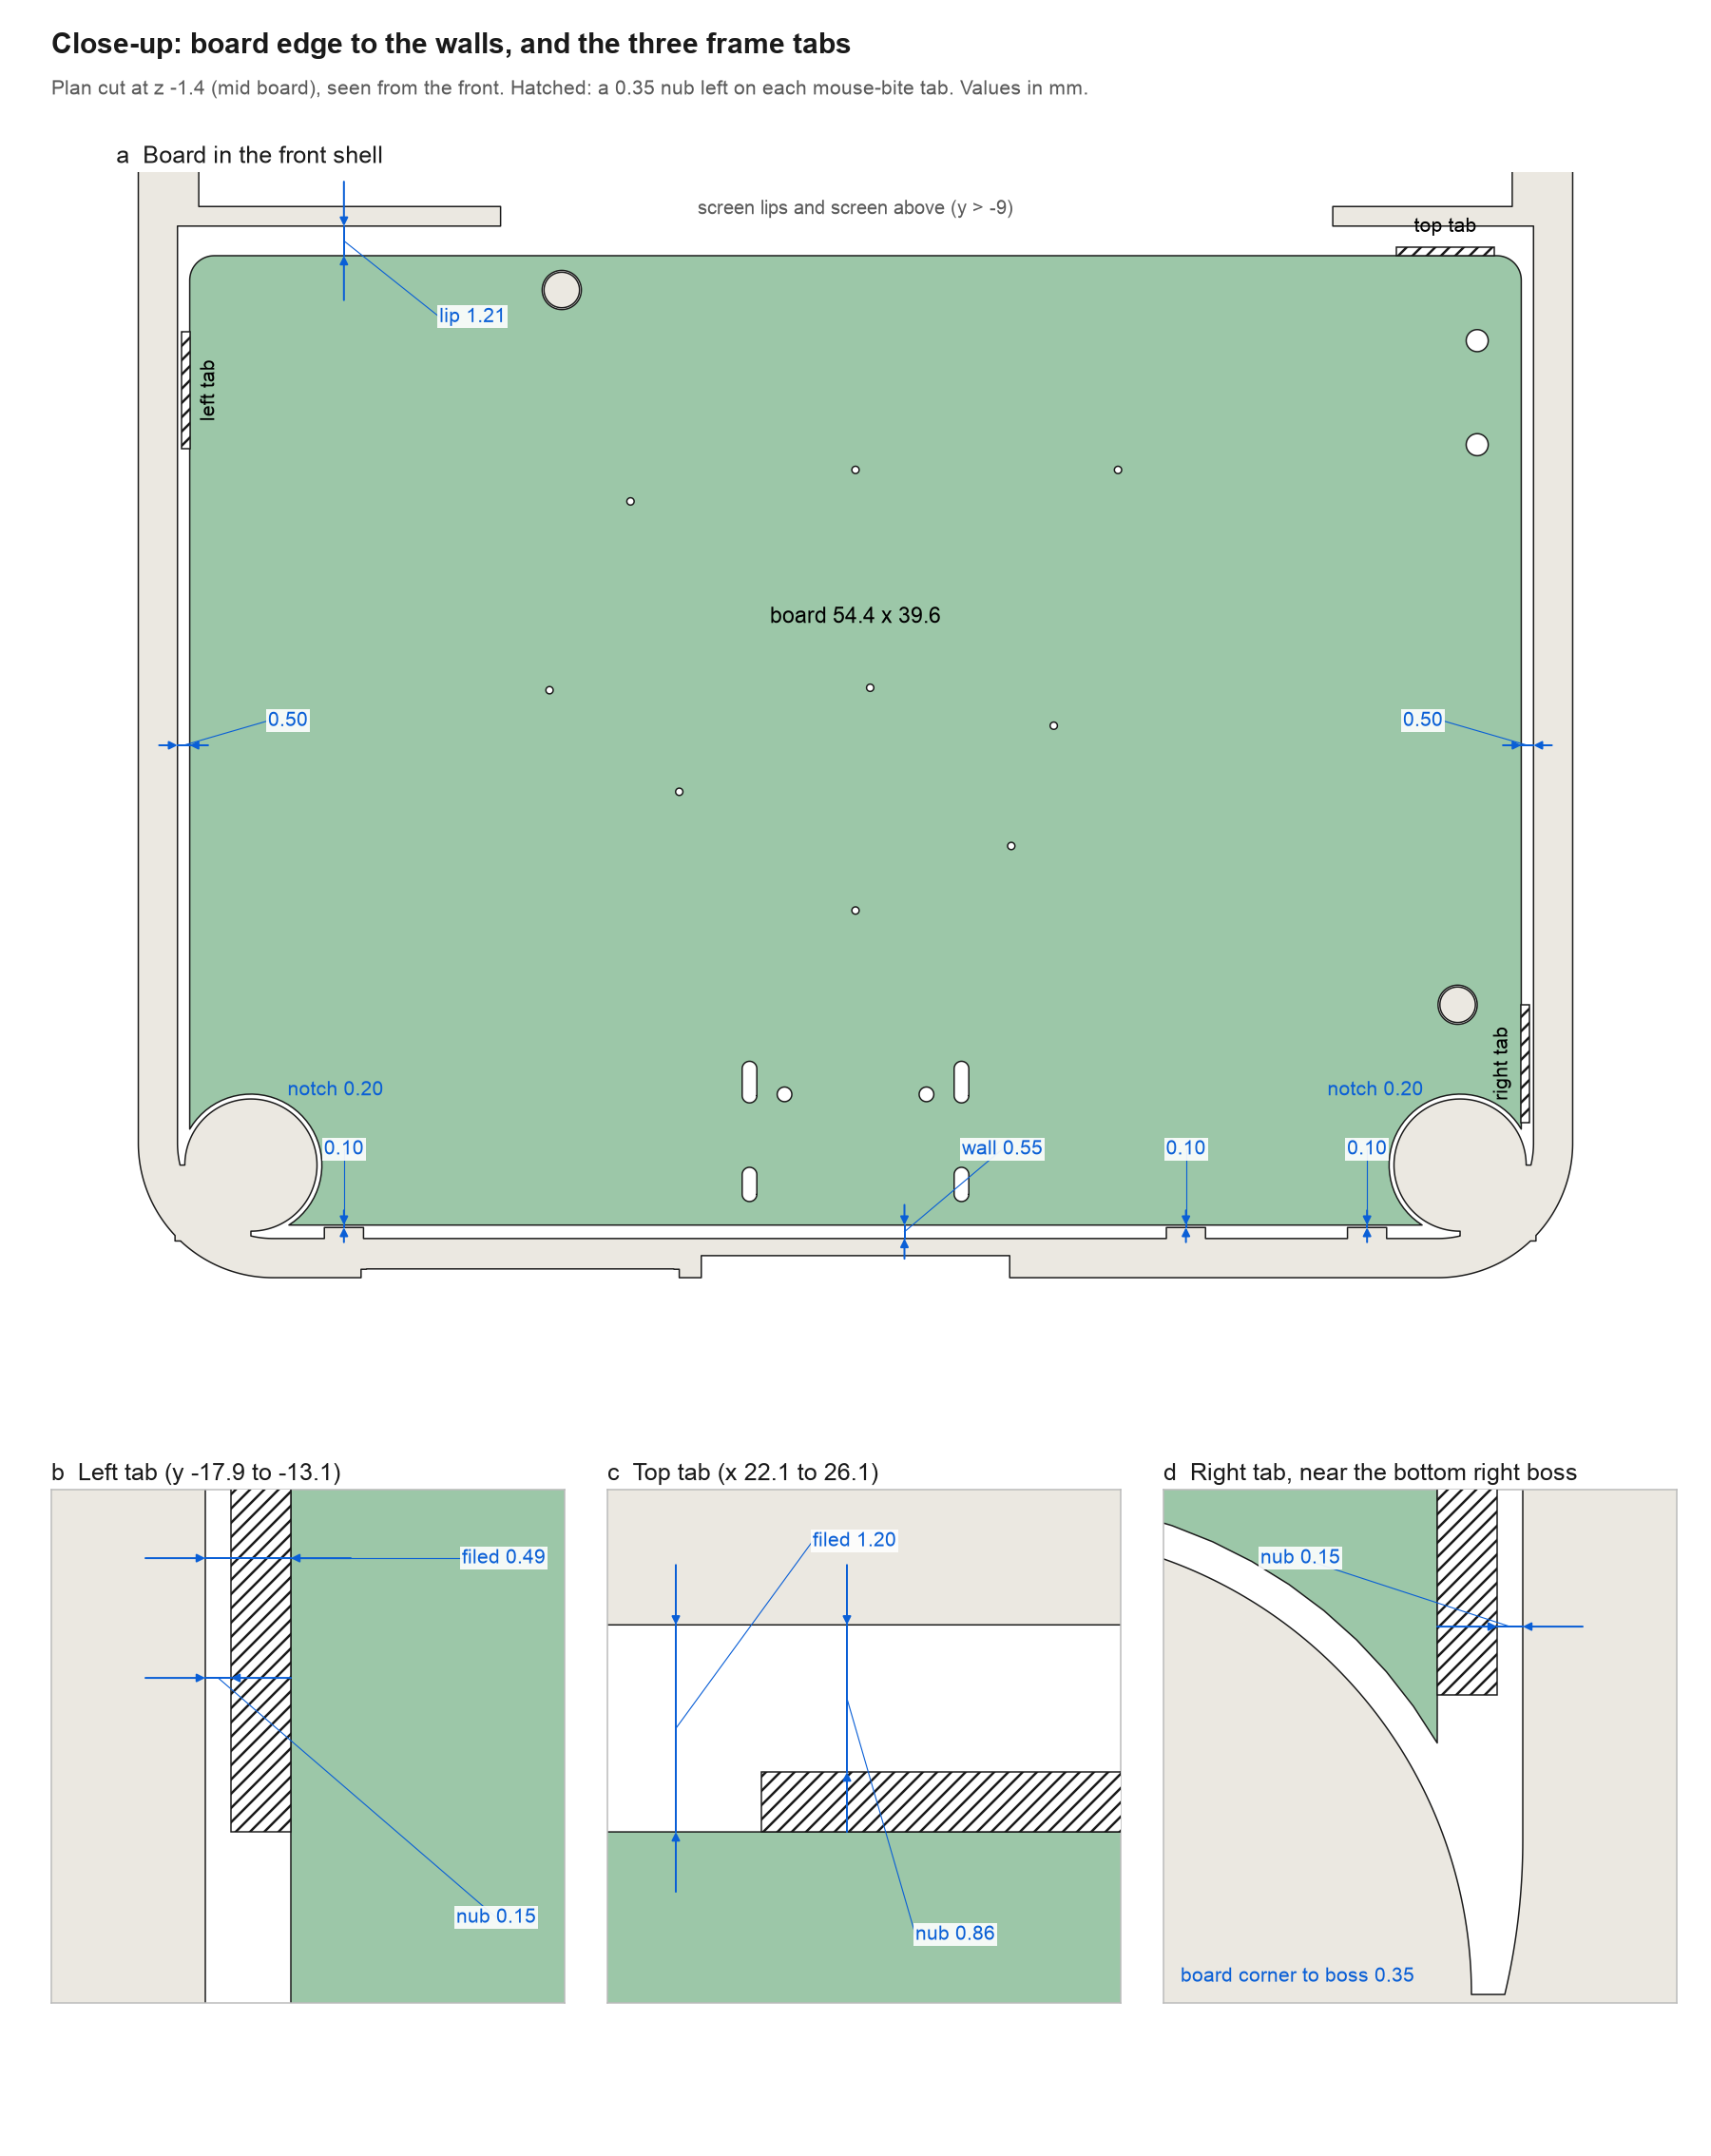 Close-up: board edge to the walls, and the three frame tabs
Plan cut at z -1.4 (mid board), seen from the front. Hatched: a 0.35 nub left on each mouse-bite tab. Values in mm.
a Board in the front shell
screen lips and screen above (y > -9)
top tab
lip 1.21
left tab
board 54.4 x 39.6
0.50
0.50
right tab
notch 0.20
notch 0.20
0.10
wall 0.55
0.10
0.10
b Left tab (y -17.9 to -13.1)
filed 0.49
nub 0.15
c Top tab (x 22.1 to 26.1)
filed 1.20
nub 0.86
d Right tab, near the bottom right boss
nub 0.15
board corner to boss 0.35